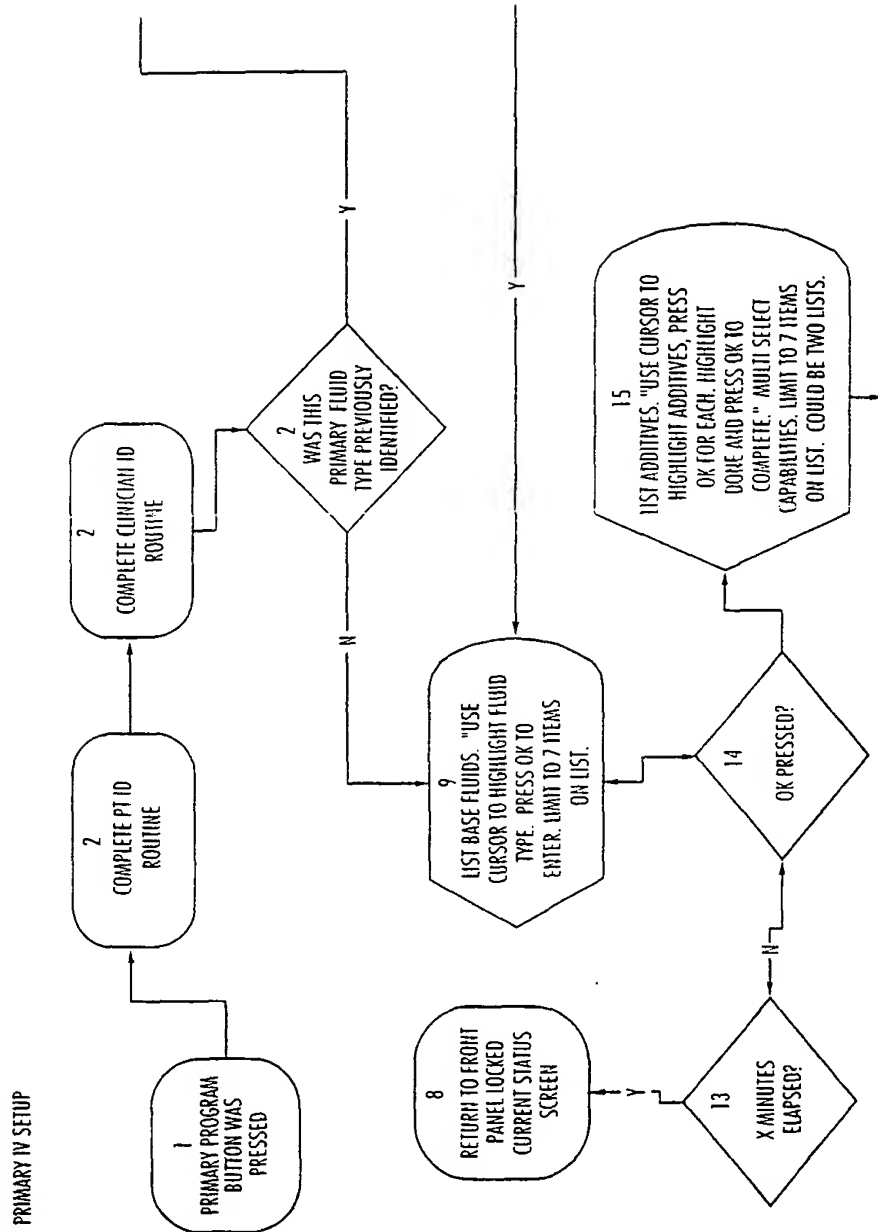 PRIMARY IV SETUP
1
PRIMARY PROGRAM
BUTTON WAS
PRESSED
2
COMPLETE PT ID
ROUTINE
2
COMPLETE CLINICIAN ID
ROUTINE
2
WAS THIS
PRIMARY FLUID
TYPE PREVIOUSLY
IDENTIFIED?
N
Y
9
LIST BASE FLUIDS. "USE
CURSOR TO HIGHLIGHT FLUID
TYPE. PRESS OK TO
ENTER. LIMIT TO 7 ITEMS
ON LIST.
Y
8
RETURN TO FRONT
PANEL LOCKED
CURRENT STATUS
SCREEN
Y
13
X MINUTES
ELAPSED?
N
14
OK PRESSED?
15
LIST ADDITIVES. "USE CURSOR TO
HIGHLIGHT ADDITIVES, PRESS
OK FOR EACH. HIGHLIGHT
DONE AND PRESS OK TO
COMPLETE." MULTI SELECT
CAPABILITIES. LIMIT TO 7 ITEMS
ON LIST. COULD BE TWO LISTS.